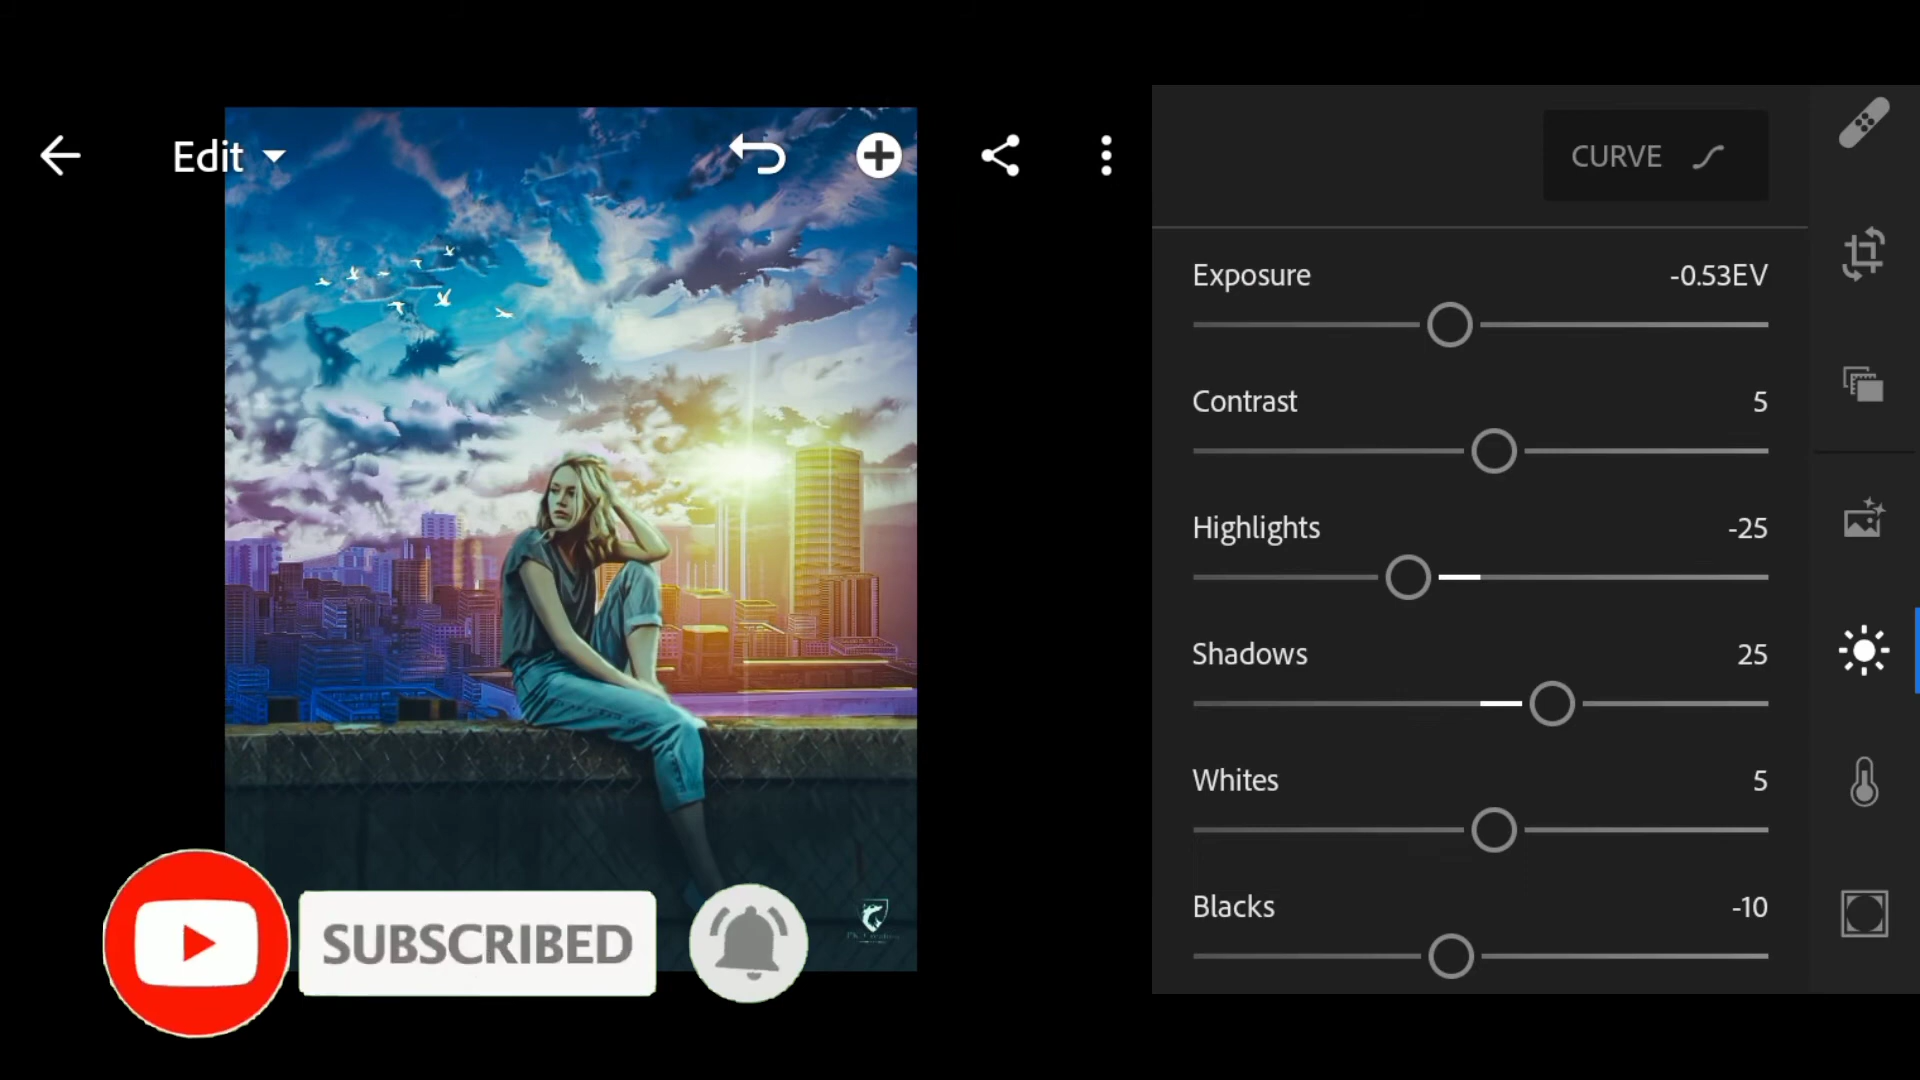 Edit
CURVE
Exposure -0.53EV
Contrast 5
Highlights -25
Shadows 25
Whites 5
Blacks -10
SUBSCRIBED